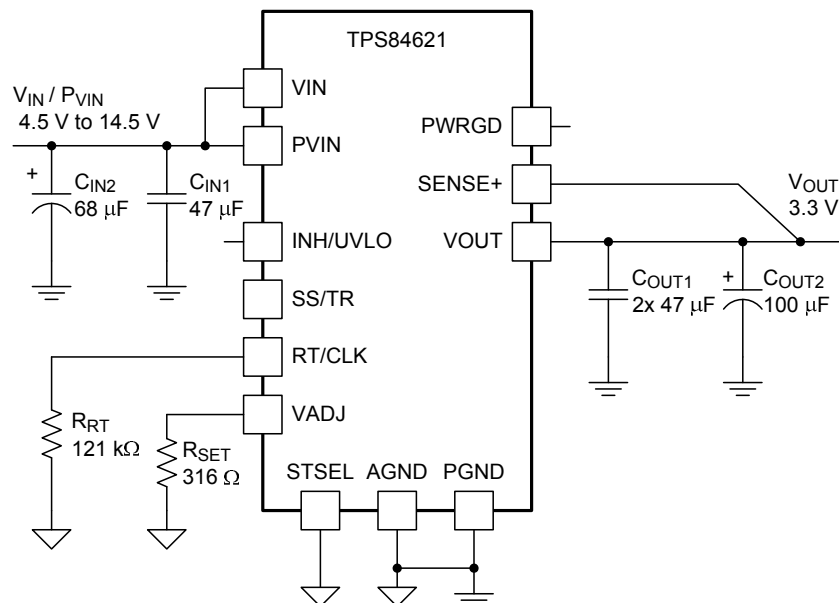 TPS84621
VIN / PVIN
4.5 V to 14.5 V
VIN
PVIN
PWRGD
SENSE+
VOUT
3.3 V
+
CIN2
68 μF
CIN1
47 μF
INH/UVLO
VOUT
SS/TR
COUT1
2x 47 μF
+
COUT2
100 μF
RT/CLK
VADJ
RRT
121 kΩ
RSET
316 Ω
STSEL
AGND
PGND